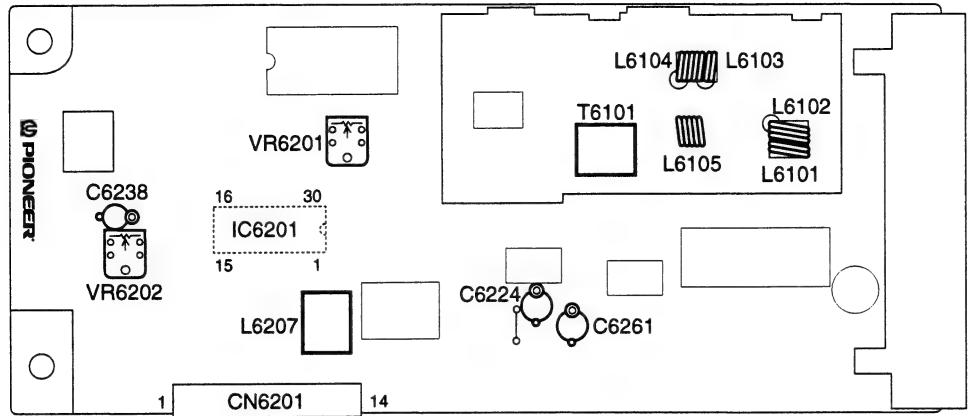 L6104 L6103
T6101
L6102
VR6201
L6105
L6101
PIONEER
C6238
16 30
IC6201
15 1
VR6202
C6224
L6207
C6261
1 CN6201 14